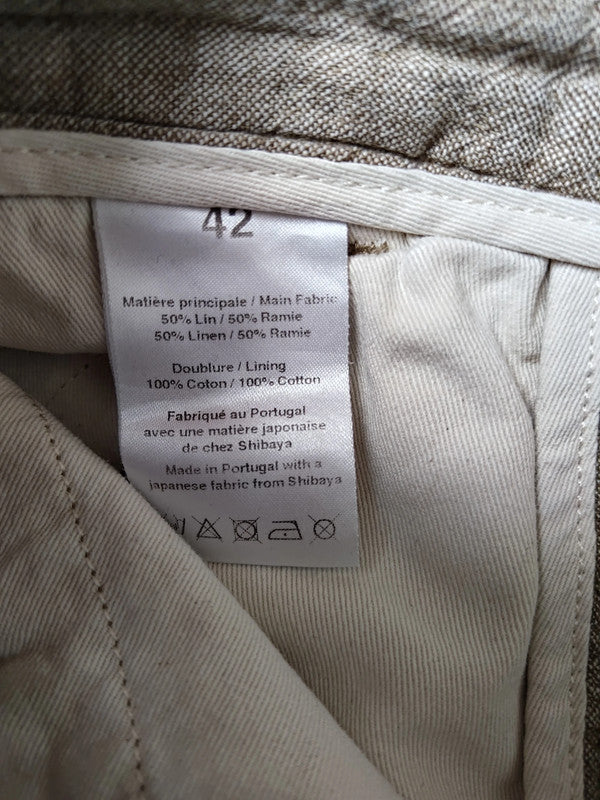 42
Matière principale / Main Fabric
50% Lin / 50% Ramie
50% Linen / 50% Ramie
Doublure / Lining
100% Coton / 100% Cotton
Fabriqué au Portugal
avec une matière japonaise
de chez Shibaya
Made in Portugal with a
japanese fabric from Shibaya